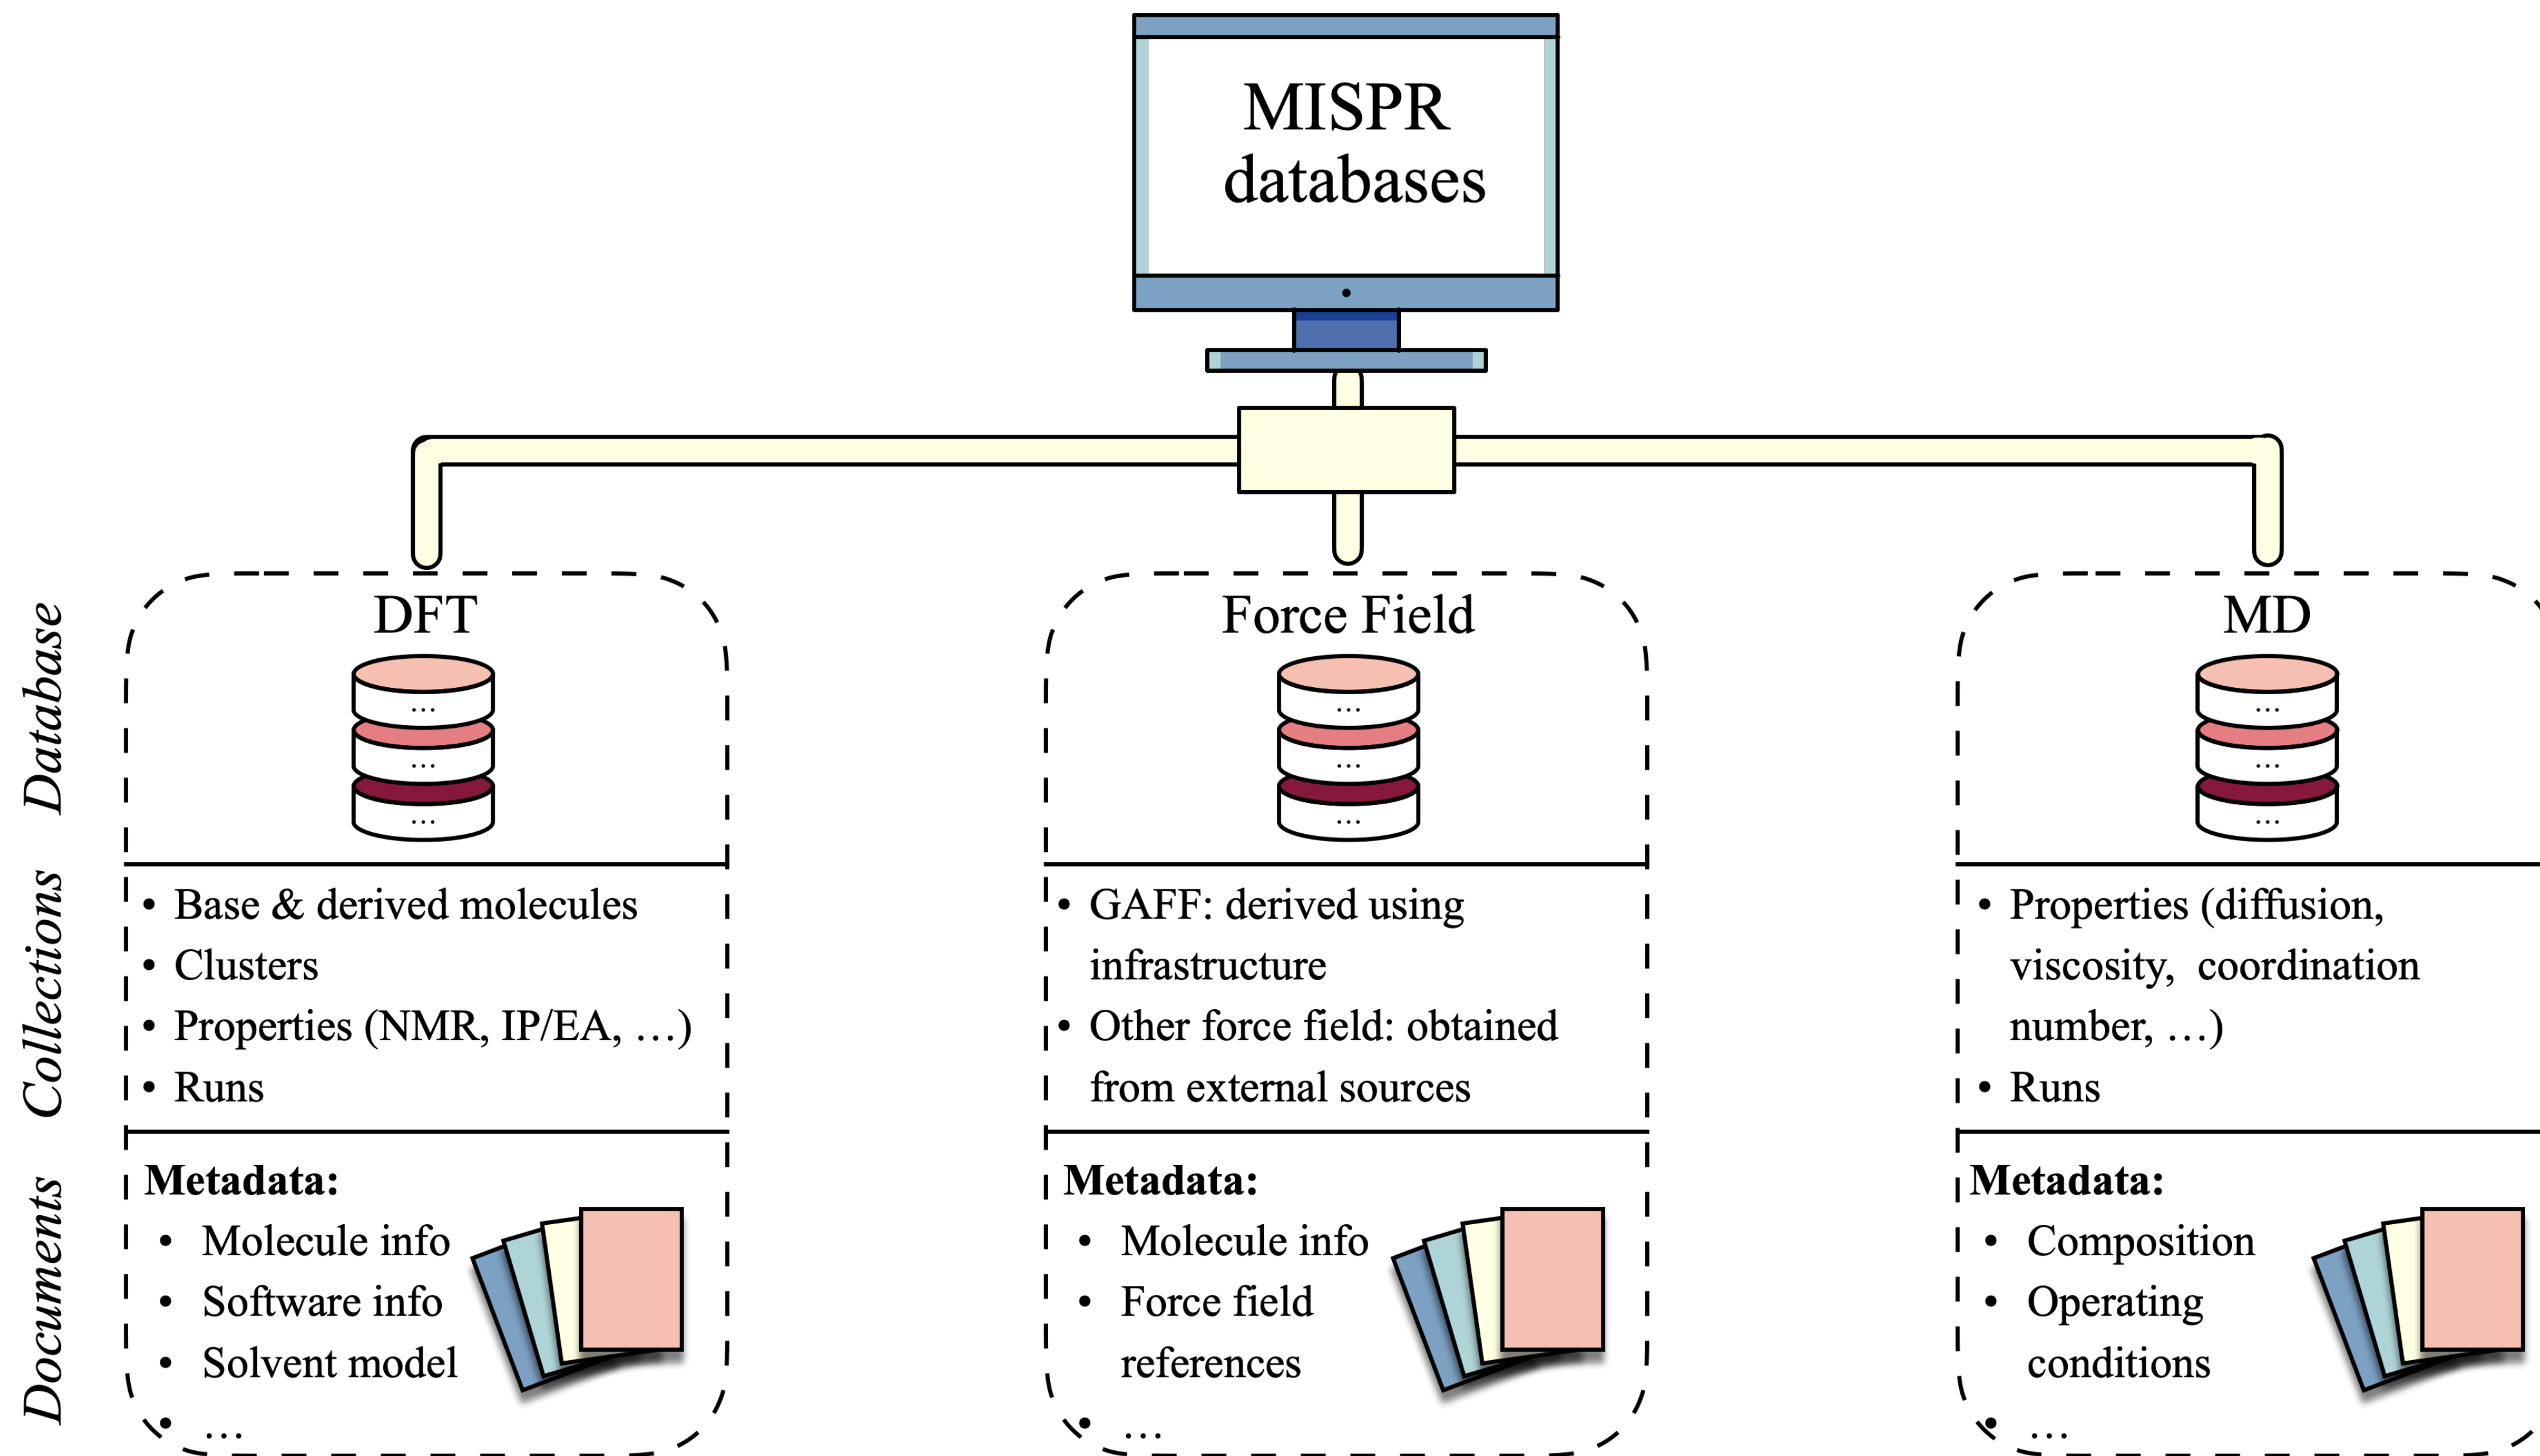 MISPR
databases
Database
DFT
...
...
...
Force Field
...
...
...
MD
...
...
...
Collections
• Base & derived molecules
• Clusters
• Properties (NMR, IP/EA, …)
• Runs
• GAFF: derived using
infrastructure
• Other force field: obtained
from external sources
• Properties (diffusion,
viscosity, coordination
number, …)
• Runs
Documents
Metadata:
• Molecule info
• Software info
• Solvent model
• …
Metadata:
• Molecule info
• Force field
references
• …
Metadata:
• Composition
• Operating
conditions
• …